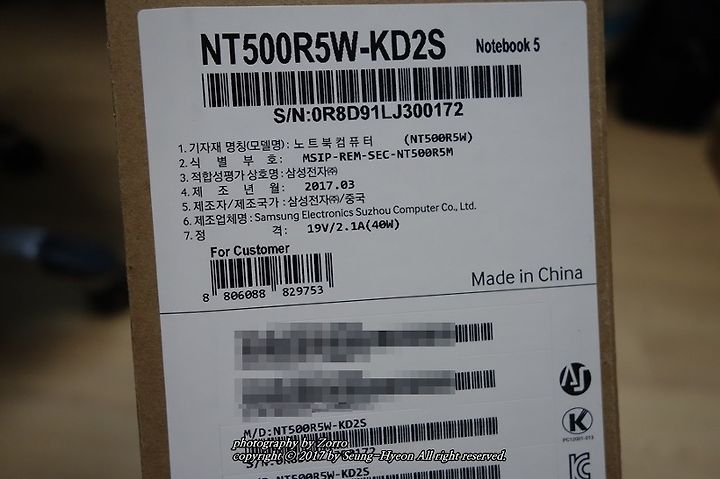 NT500R5W-KD2S Notebook 5
S/N:0R8D91LJ300172
1. 기자재 명칭(모델명) : 노트북컴퓨터 (NT500R5W)
2. 식 별 부 호: MSIP-REM-SEC-NT500R5M
3. 적합성평가 상호명 : 삼성전자㈜
4. 제 조 년 월: 2017.03
5. 제조자/제조국가 : 삼성전자㈜/중국
6. 제조업체명 : Samsung Electronics Suzhou Computer Co., Ltd.
7. 정 격: 19V/2.1A(40W)
For Customer
8 806088 829753
Made in China
M/D:NT500R5W-KD2S
photography by Zorro
copyright © 2017 by Seung-Hyeon All right reserved.
NT500R5W-KD2S